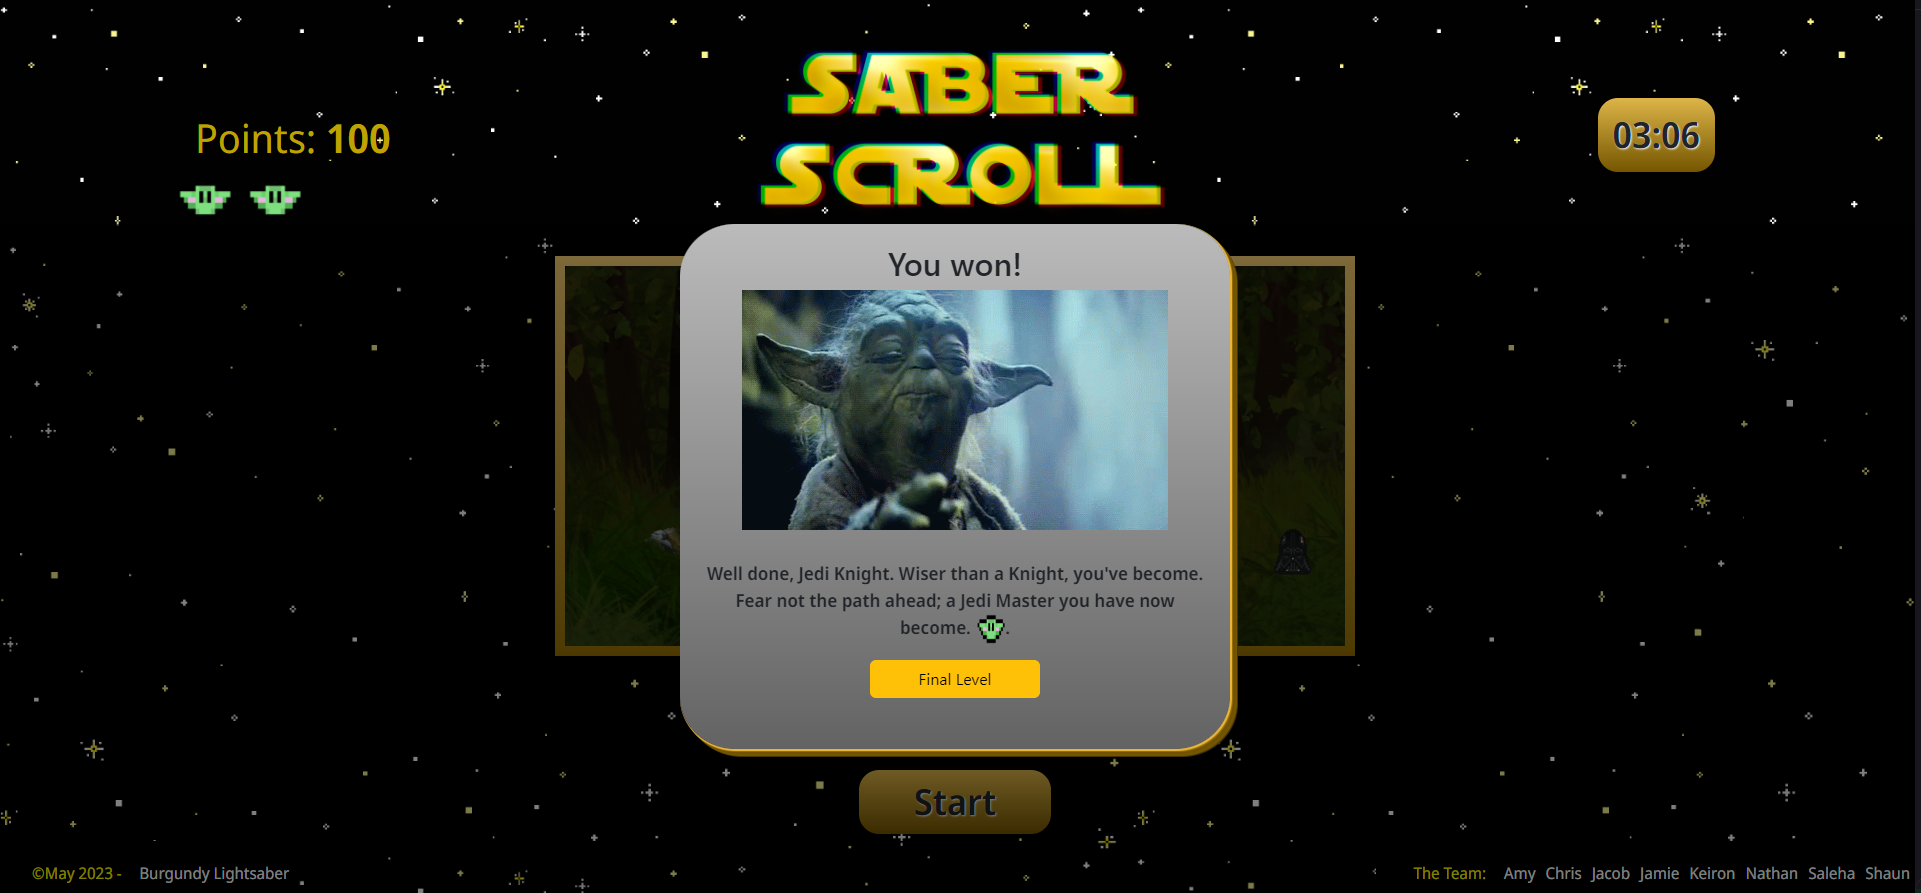 SABER
SCROLL
Points: 100
03:06
You won!
Well done, Jedi Knight. Wiser than a Knight, you've become.
Fear not the path ahead; a Jedi Master you have now
become. .
Final Level
Start
©May 2023 - Burgundy Lightsaber
The Team: Amy Chris Jacob Jamie Keiron Nathan Saleha Shaun